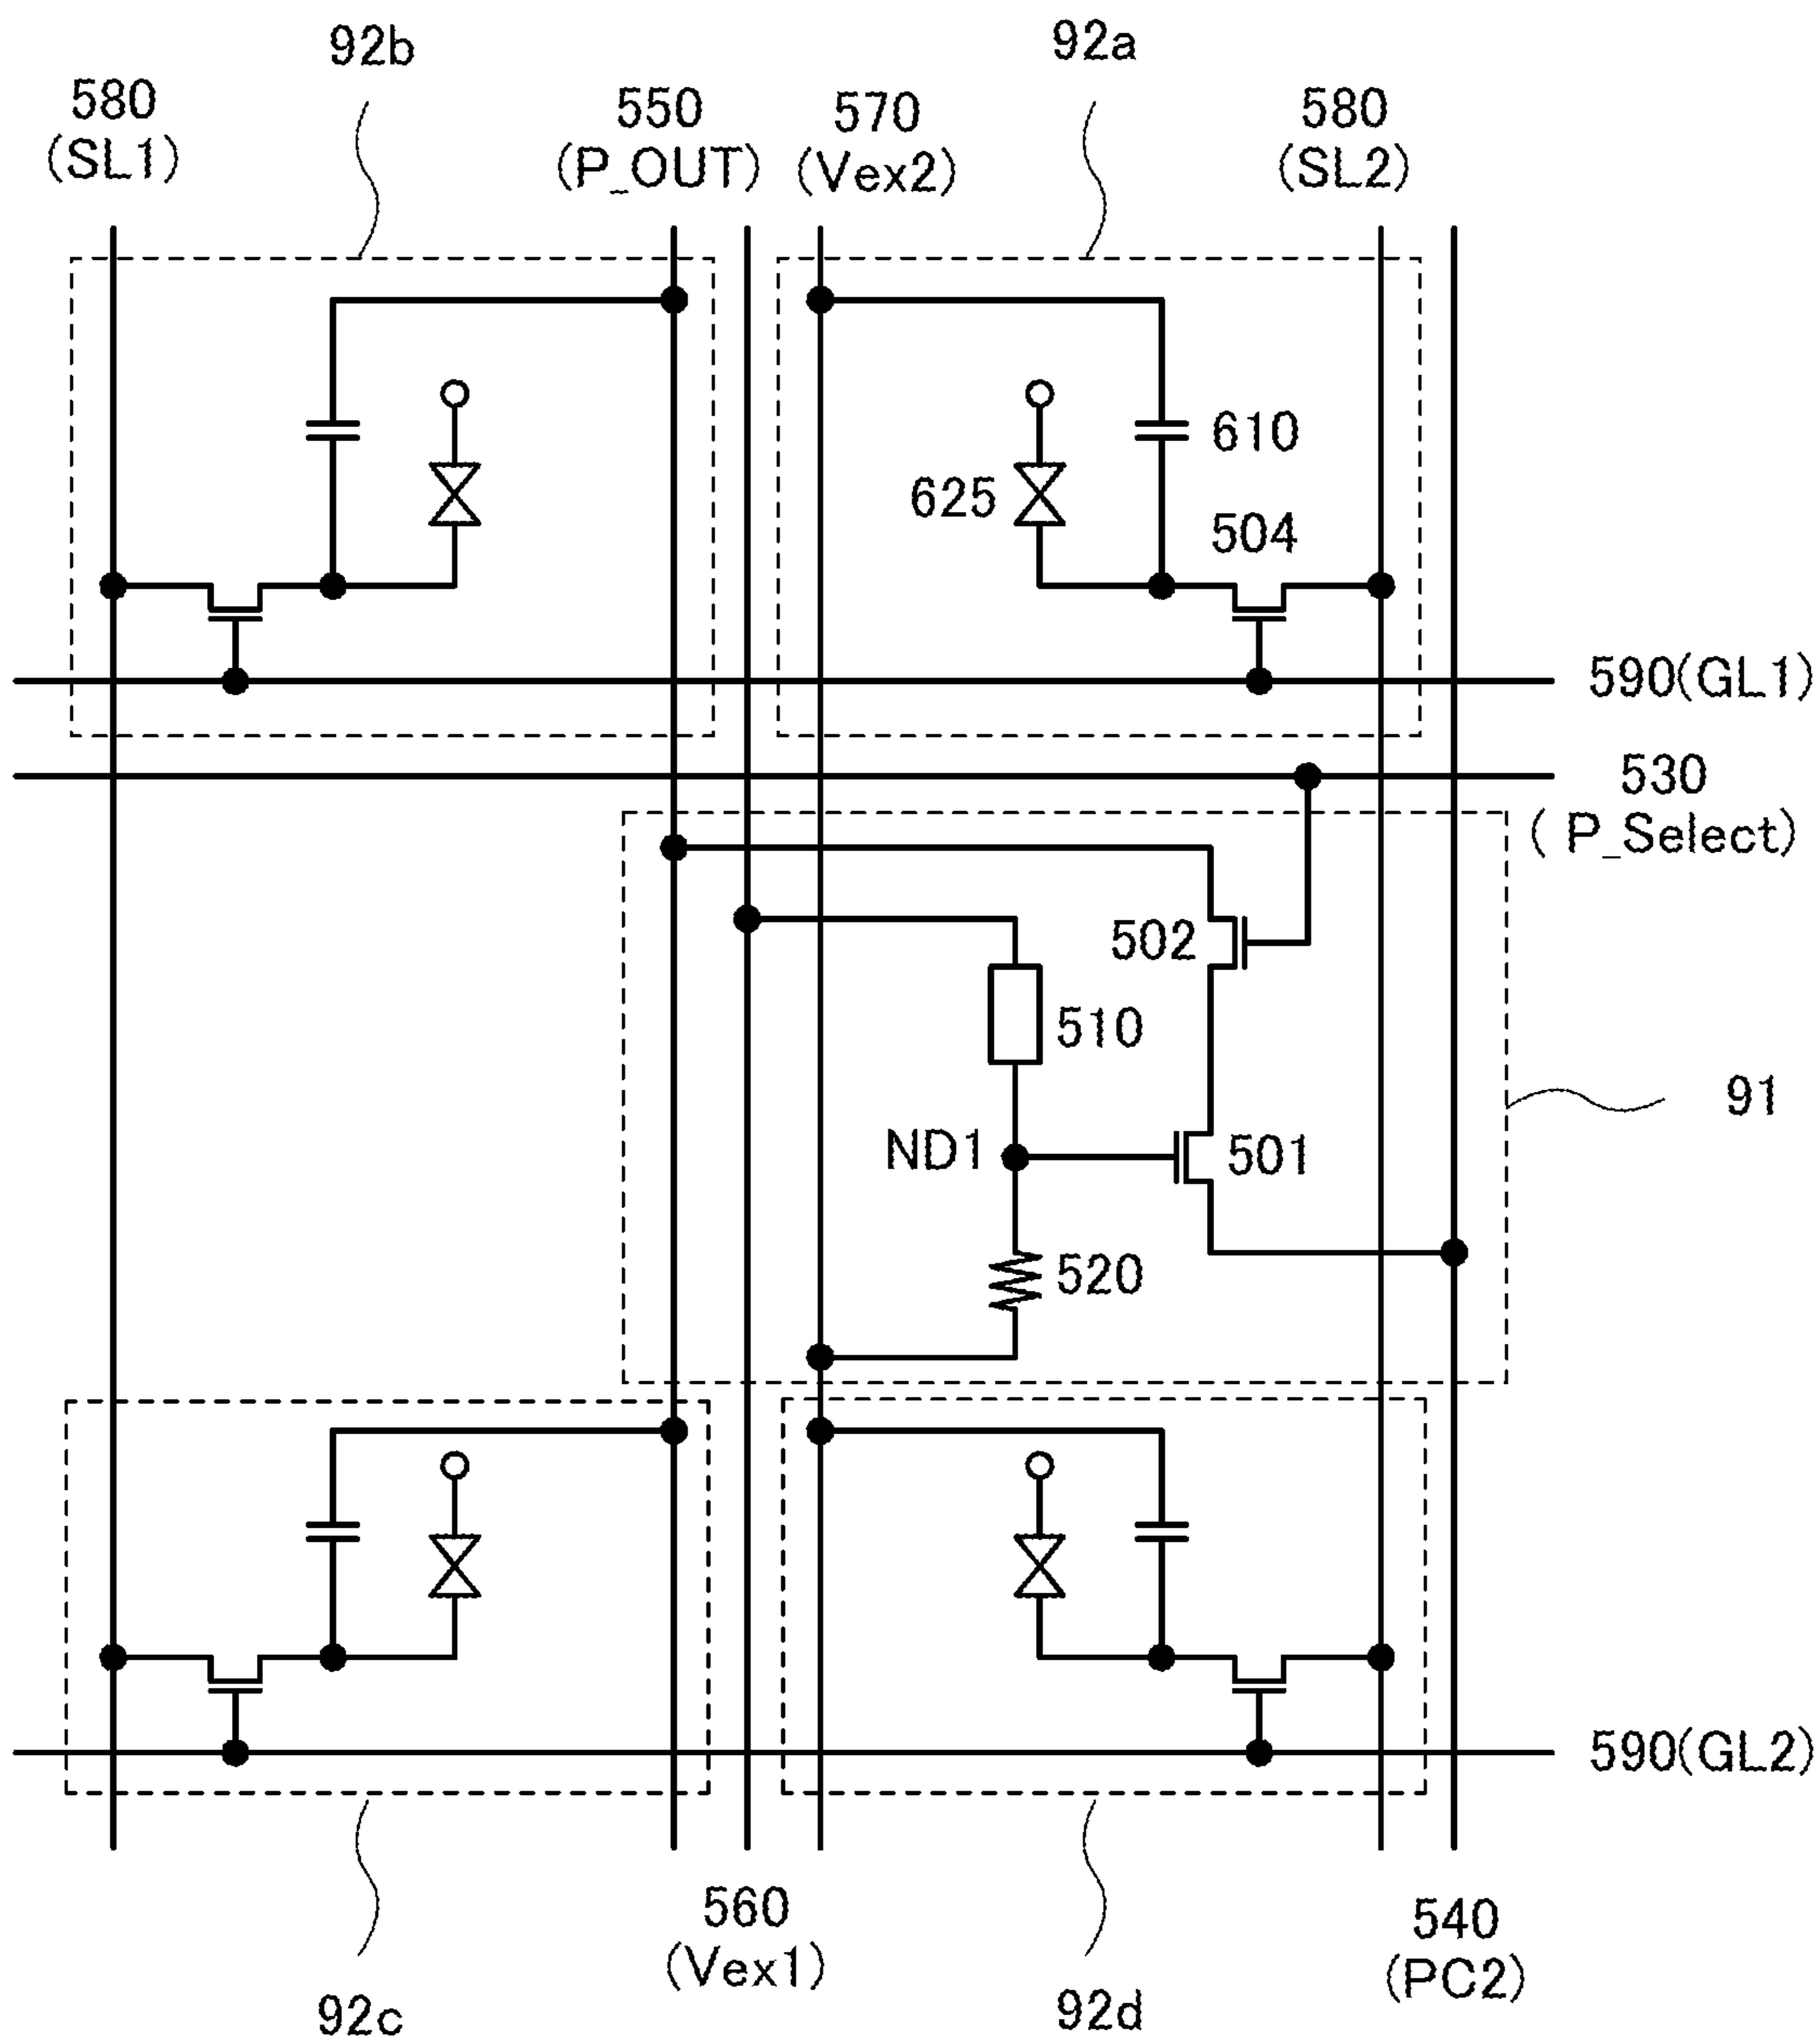 92b
92a
580
(SL1)
550
(P_OUT)
570
(Vex2)
580
(SL2)
610
625
504
590(GL1)
530
(P_Select)
502
510
91
ND1
501
520
590(GL2)
560
(Vex1)
540
(PC2)
92c
92d